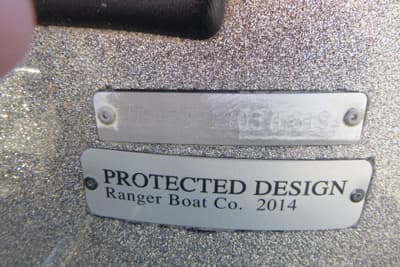 PROTECTED DESIGN
Ranger Boat Co. 2014